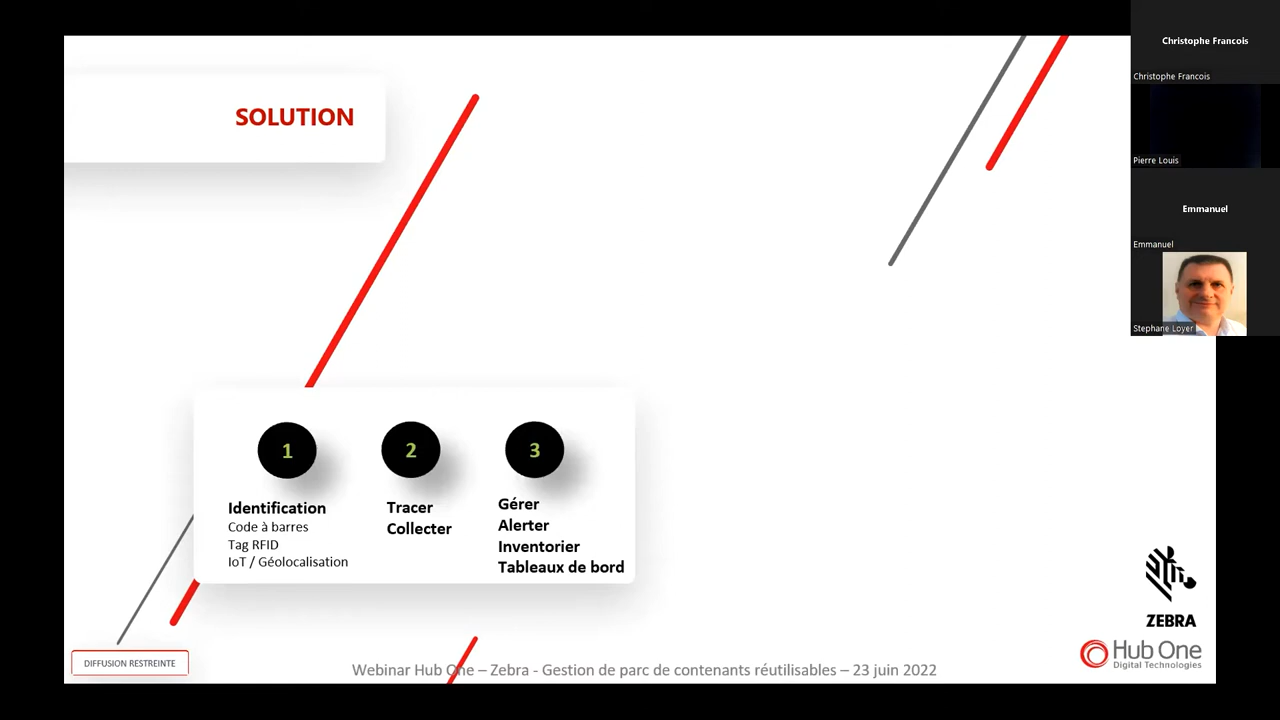 SOLUTION
1
2
3
Identification
Code à barres
Tag RFID
IoT / Géolocalisation
Tracer
Collecter
Gérer
Alerter
Inventorier
Tableaux de bord
DIFFUSION RESTREINTE
Webinar Hub One – Zebra - Gestion de parc de contenants réutilisables – 23 juin 2022
ZEBRA
Hub One
Digital Technologies
Christophe Francois
Christophe Francois
Pierre Louis
Emmanuel
Emmanuel
Stephane Loyer